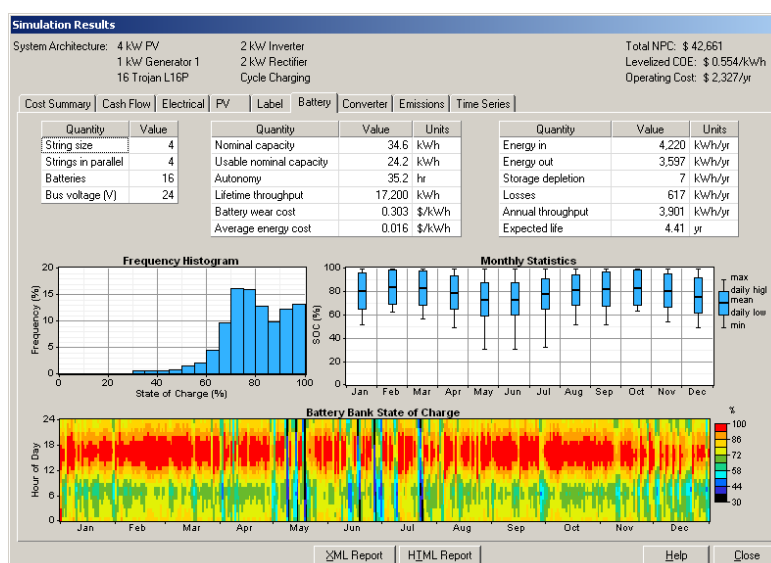 Simulation Results
System Architecture: 4 kW PV 2 kW Inverter Total NPC: $ 42,661
1 kW Generator 1 2 kW Rectifier Levelized COE: $ 0.554/kWh
16 Trojan L16P Cycle Charging Operating Cost: $ 2,327/yr
Cost Summary Cash Flow Electrical PV Label Battery Converter Emissions Time Series
Quantity Value Quantity Value Units Quantity Value Units
String size 4 Nominal capacity 34.6 kWh Energy in 4,220 kWh/yr
Strings in parallel 4 Usable nominal capacity 24.2 kWh Energy out 3,597 kWh/yr
Batteries 16 Autonomy 35.2 hr Storage depletion 7 kWh/yr
Bus voltage (V) 24 Lifetime throughput 17,200 kWh Losses 617 kWh/yr
Battery wear cost 0.303 $/kWh Annual throughput 3,901 kWh/yr
Average energy cost 0.016 $/kWh Expected life 4.41 yr
Frequency Histogram
20
15
10
5
0
Frequency (%)
0 20 40 60 80 100
State of Charge (%)
Monthly Statistics
100
80
60
40
20
0
SOC (%)
Jan Feb Mar Apr May Jun Jul Aug Sep Oct Nov Dec
max
daily higl
mean
daily low
min
Battery Bank State of Charge
24
18
12
6
0
Hour of Day
Jan Feb Mar Apr May Jun Jul Aug Sep Oct Nov Dec
%
100
86
72
58
44
30
XML Report HTML Report Help Close